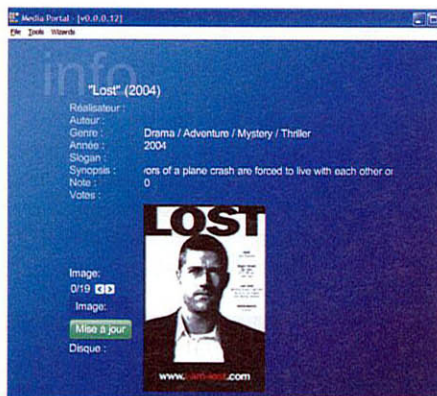 Media Portal - [v0.0.0.12]
File Tools Wizards
info
"Lost" (2004)
Réalisateur :
Auteur :
Genre : Drama / Adventure / Mystery / Thriller
Année : 2004
Slogan :
Synopsis : vors of a plane crash are forced to live with each other or
Note : 0
Votes :
LOST
Image:
0/19
Image:
Mise à jour
Disque :
www.i-am-lost.com